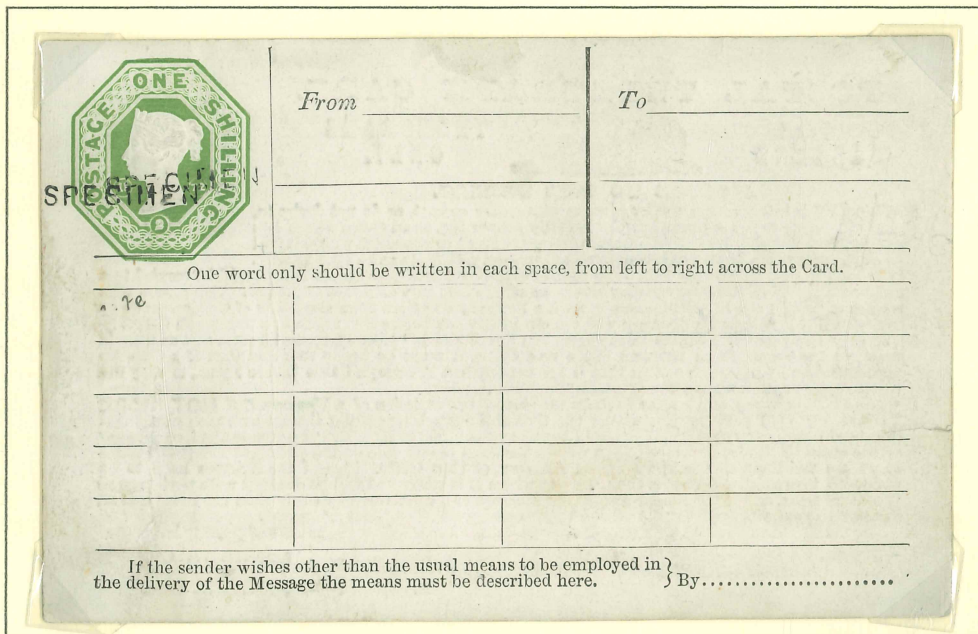 POSTAGE ONE SHILLING
SPECIMEN
SPECIMEN
From
To
One word only should be written in each space, from left to right across the Card.
If the sender wishes other than the usual means to be employed in
the delivery of the Message the means must be described here. } By........................